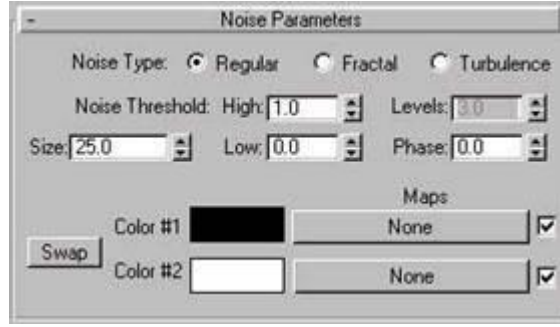 - Noise Parameters
Noise Type: Regular Fractal Turbulence
Noise Threshold: High: 1.0 Levels: 3.0
Size: 25.0 Low: 0.0 Phase: 0.0
Maps
Color #1 None
Swap
Color #2 None